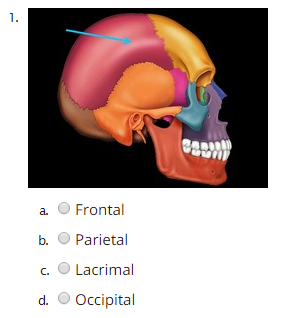 1.
a. Frontal
b. Parietal
c. Lacrimal
d. Occipital